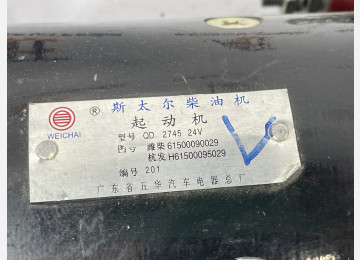 ® 斯太尔柴油机
WEICHAI
起动机
型号 QD 2745 24V
图号 潍柴 61500090029
杭发 H61500095029
编号 201
广东省五华汽车电器总厂